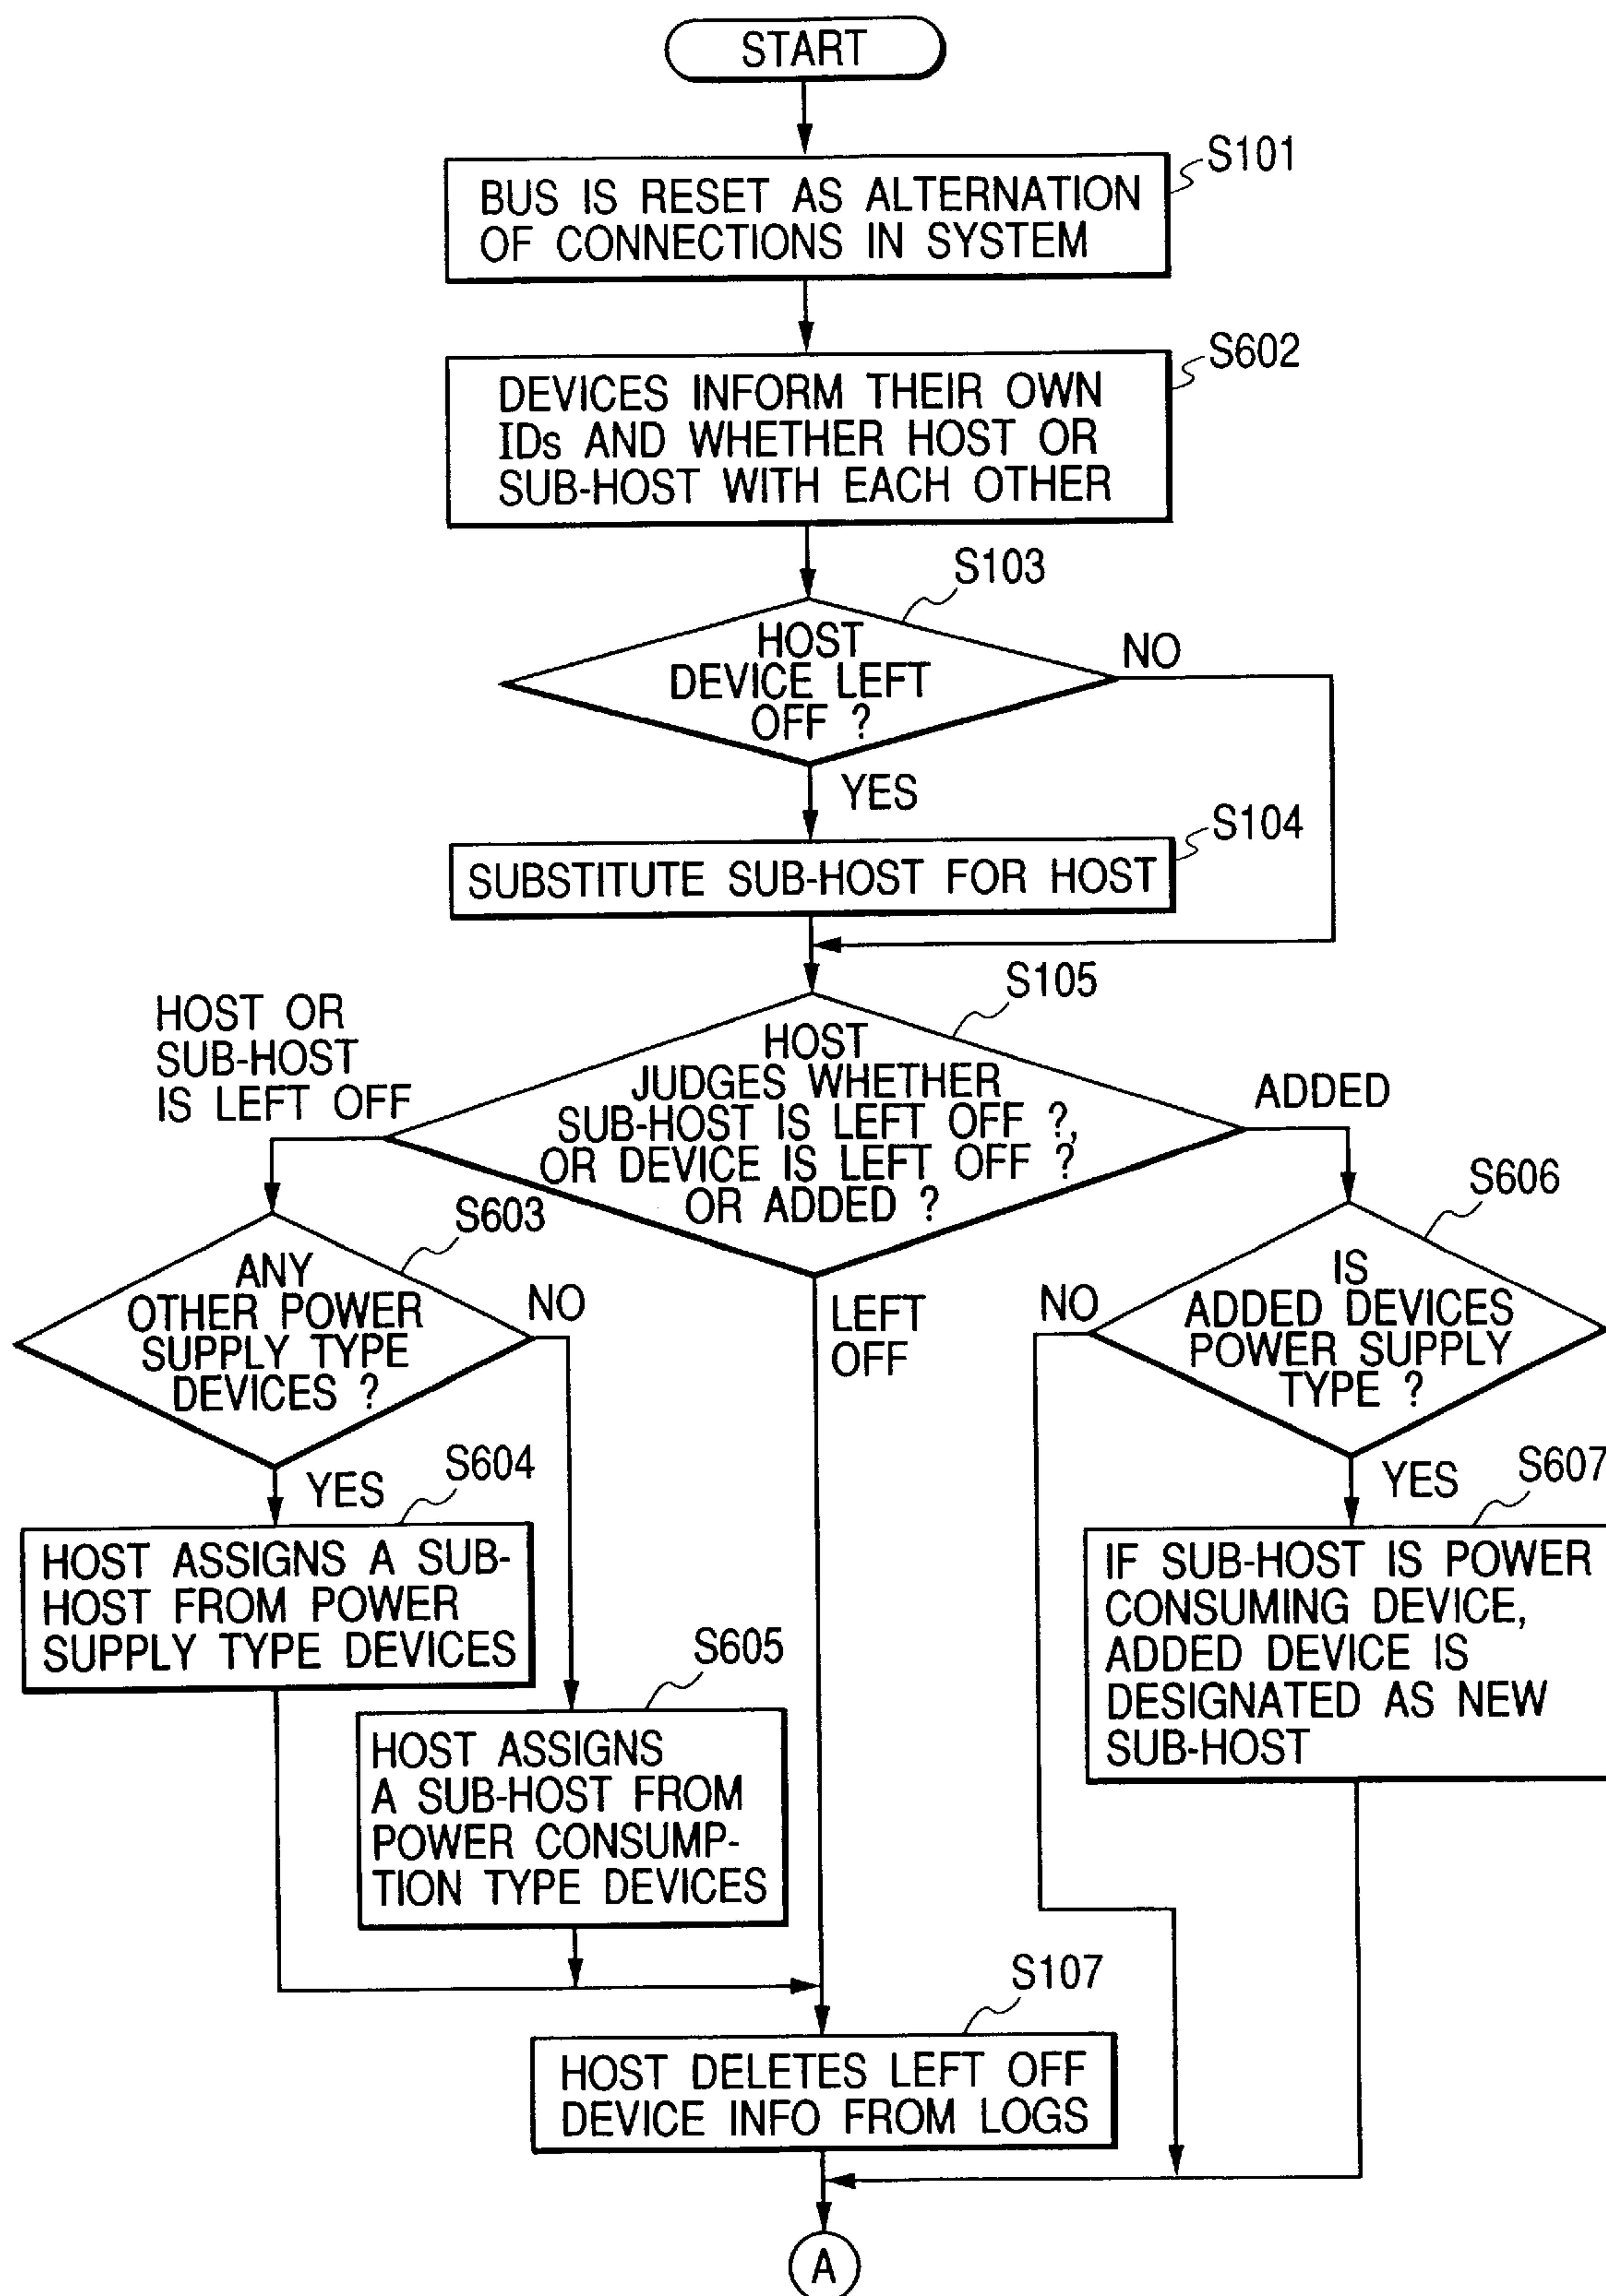 START
S101
BUS IS RESET AS ALTERNATION
OF CONNECTIONS IN SYSTEM
S602
DEVICES INFORM THEIR OWN
IDs AND WHETHER HOST OR
SUB-HOST WITH EACH OTHER
S103
HOST
DEVICE LEFT
OFF ?
NO
YES
S104
SUBSTITUTE SUB-HOST FOR HOST
S105
HOST OR
SUB-HOST
IS LEFT OFF
HOST
JUDGES WHETHER
SUB-HOST IS LEFT OFF ?,
OR DEVICE IS LEFT OFF ?
OR ADDED ?
ADDED
S603
ANY
OTHER POWER
SUPPLY TYPE
DEVICES ?
NO
LEFT
OFF
S606
IS
ADDED DEVICES
POWER SUPPLY
TYPE ?
NO
YES
S604
HOST ASSIGNS A SUB-
HOST FROM POWER
SUPPLY TYPE DEVICES
YES
S607
IF SUB-HOST IS POWER
CONSUMING DEVICE,
ADDED DEVICE IS
DESIGNATED AS NEW
SUB-HOST
S605
HOST ASSIGNS
A SUB-HOST FROM
POWER CONSUMP-
TION TYPE DEVICES
S107
HOST DELETES LEFT OFF
DEVICE INFO FROM LOGS
A